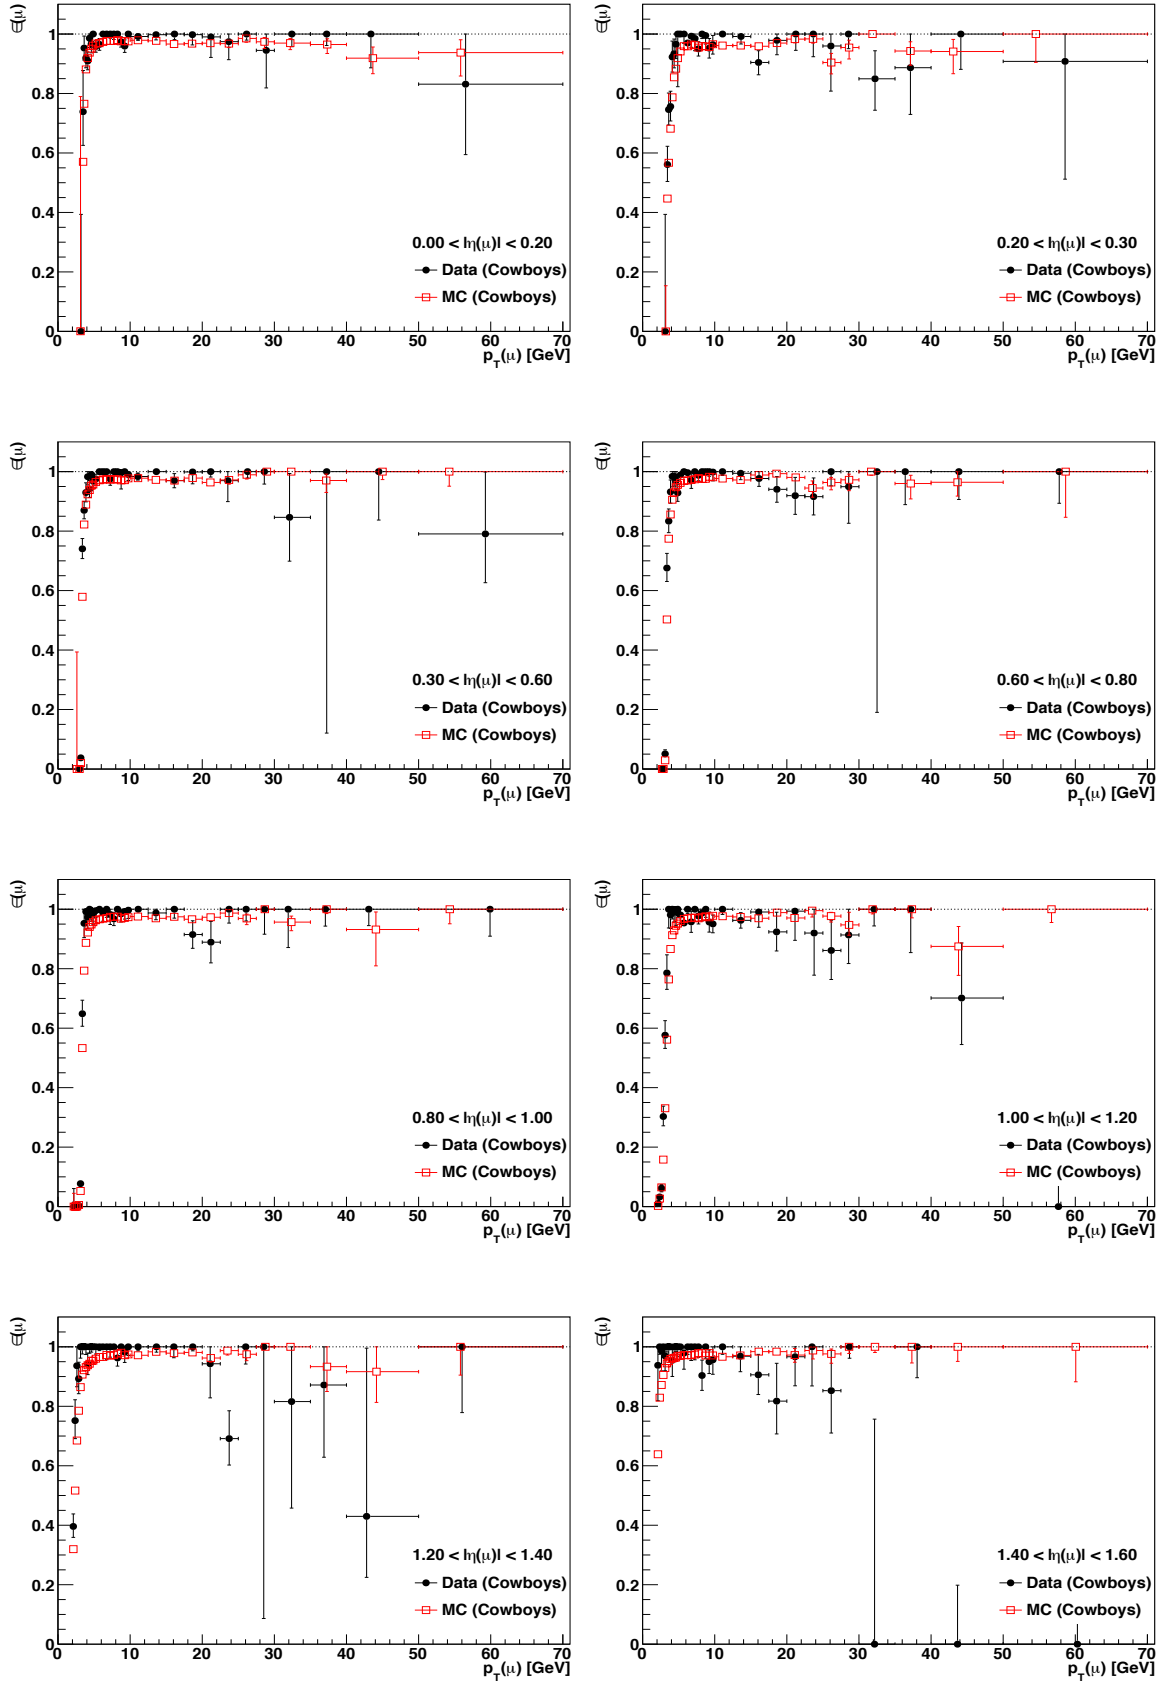 ϵ(μ)
1
0.8
0.6
0.4
0.2
0
0.00 < |η(μ)| < 0.20
Data (Cowboys)
MC (Cowboys)
0 10 20 30 40 50 60 70
p_T(μ) [GeV]
ϵ(μ)
1
0.8
0.6
0.4
0.2
0
0.20 < |η(μ)| < 0.30
Data (Cowboys)
MC (Cowboys)
0 10 20 30 40 50 60 70
p_T(μ) [GeV]
ϵ(μ)
1
0.8
0.6
0.4
0.2
0
0.30 < |η(μ)| < 0.60
Data (Cowboys)
MC (Cowboys)
0 10 20 30 40 50 60 70
p_T(μ) [GeV]
ϵ(μ)
1
0.8
0.6
0.4
0.2
0
0.60 < |η(μ)| < 0.80
Data (Cowboys)
MC (Cowboys)
0 10 20 30 40 50 60 70
p_T(μ) [GeV]
ϵ(μ)
1
0.8
0.6
0.4
0.2
0
0.80 < |η(μ)| < 1.00
Data (Cowboys)
MC (Cowboys)
0 10 20 30 40 50 60 70
p_T(μ) [GeV]
ϵ(μ)
1
0.8
0.6
0.4
0.2
0
1.00 < |η(μ)| < 1.20
Data (Cowboys)
MC (Cowboys)
0 10 20 30 40 50 60 70
p_T(μ) [GeV]
ϵ(μ)
1
0.8
0.6
0.4
0.2
0
1.20 < |η(μ)| < 1.40
Data (Cowboys)
MC (Cowboys)
0 10 20 30 40 50 60 70
p_T(μ) [GeV]
ϵ(μ)
1
0.8
0.6
0.4
0.2
0
1.40 < |η(μ)| < 1.60
Data (Cowboys)
MC (Cowboys)
0 10 20 30 40 50 60 70
p_T(μ) [GeV]